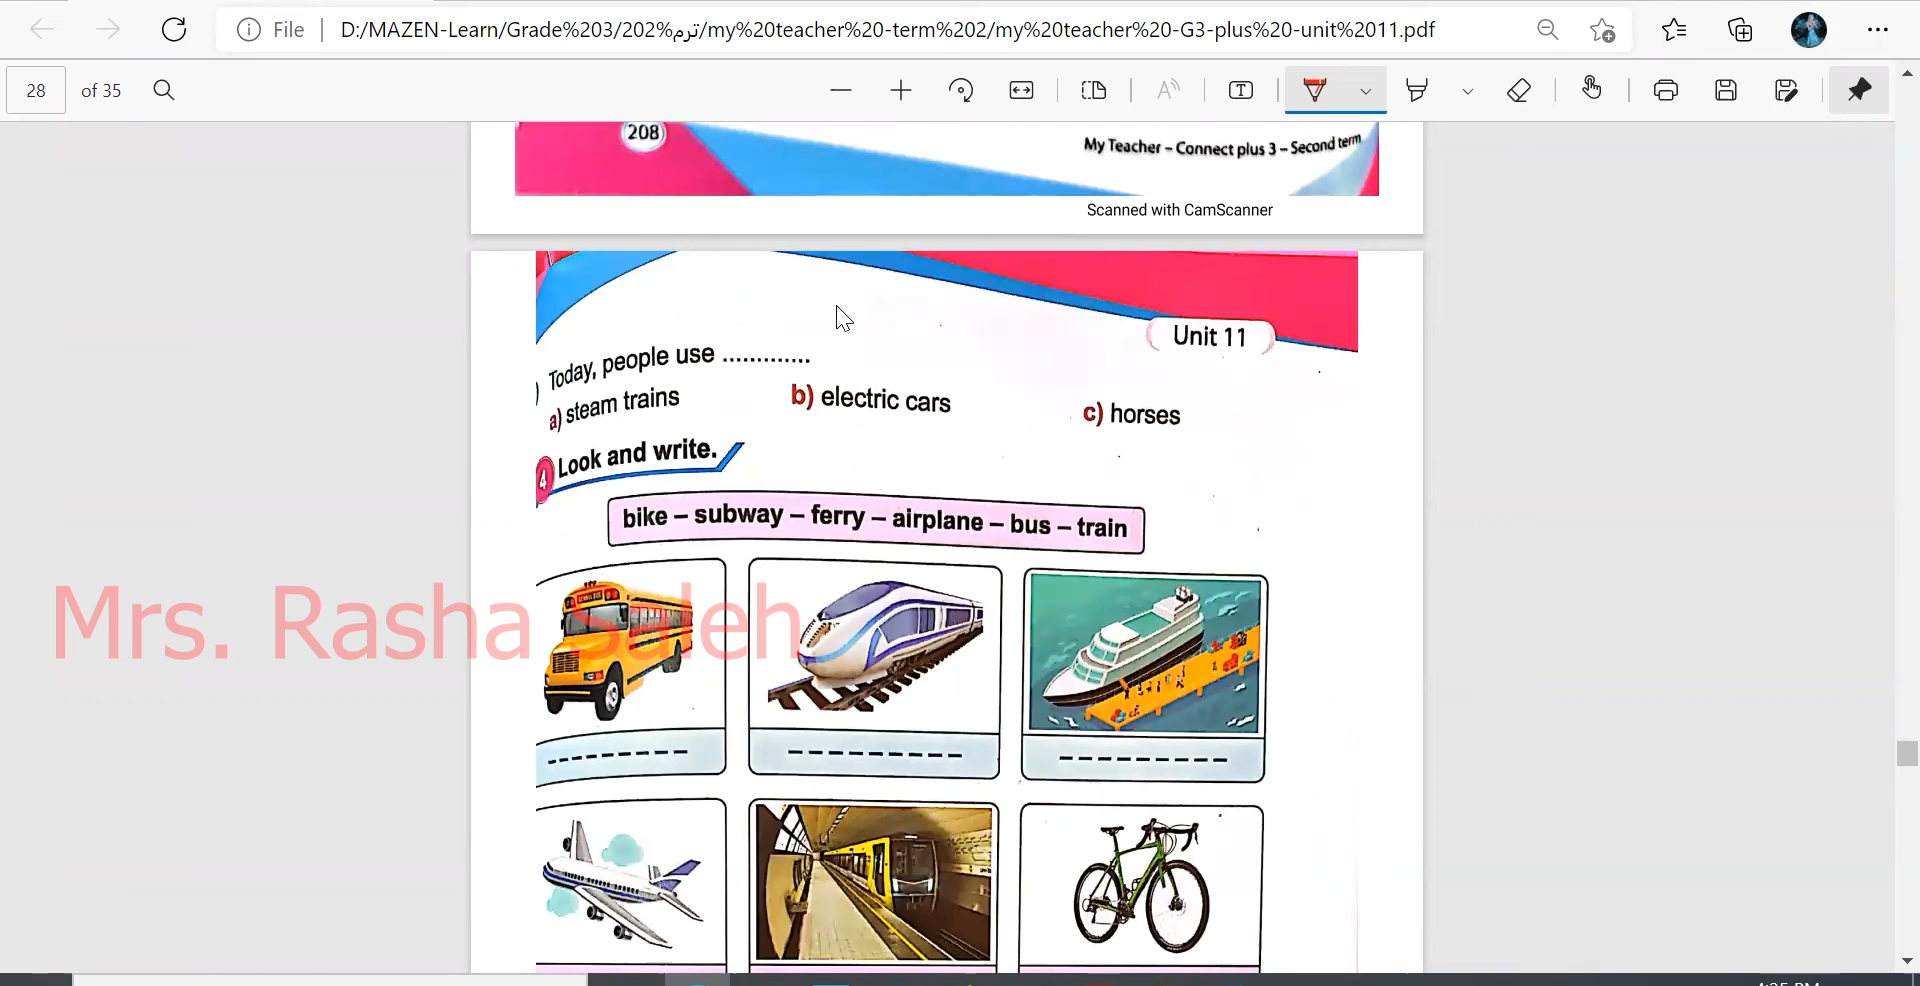 File
D:/MAZEN-Learn/Grade%203/202%ترم/my%20teacher%20-term%202/my%20teacher%20-G3-plus%20-unit%2011.pdf
28 of 35
208
My Teacher – Connect plus 3 – Second term
Scanned with CamScanner
Unit 11
) Today, people use .............
a) steam trains b) electric cars c) horses
4 Look and write.
bike – subway – ferry – airplane – bus – train
Mrs. Rasha Saleh